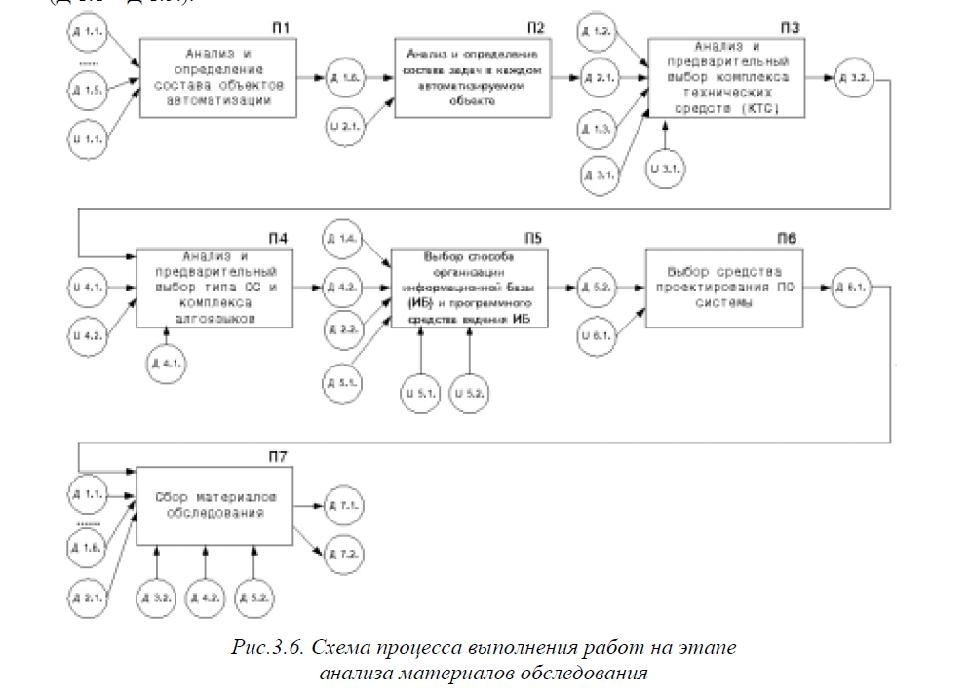 П1
П2
П3
Д 1.1.
.....
Д 1.5.
U 1.1.
Анализ и
определение
состава объектов
автоматизации
Д 1.6.
U 2.1.
Анализ и определение
состава задач в каждом
автоматизируемом
объекте
Д 1.2.
Д 2.1.
Д 1.3.
Д 3.1.
Анализ и
предварительный
выбор комплекса
технических
средств (КТС)
U 3.1.
Д 3.2.
П4
П5
П6
U 4.1.
U 4.2.
Анализ и
предварительный
выбор типа ОС и
комплекса
алгоязыков
Д 4.1.
Д 1.4.
Д 4.2.
Д 2.2.
Д 5.1.
Выбор способа
организации
информационной базы
(ИБ) и программного
средства ведения ИБ
U 5.1.
U 5.2.
Д 5.2.
U 6.1.
Выбор средства
проектирования ПО
системы
Д 6.1.
П7
Д 1.1.
......
Д 1.6.
Д 2.1.
Сбор материалов
обследования
Д 3.2.
Д 4.2.
Д 5.2.
Д 7.1.
Д 7.2.
Рис.3.6. Схема процесса выполнения работ на этапе
анализа материалов обследования